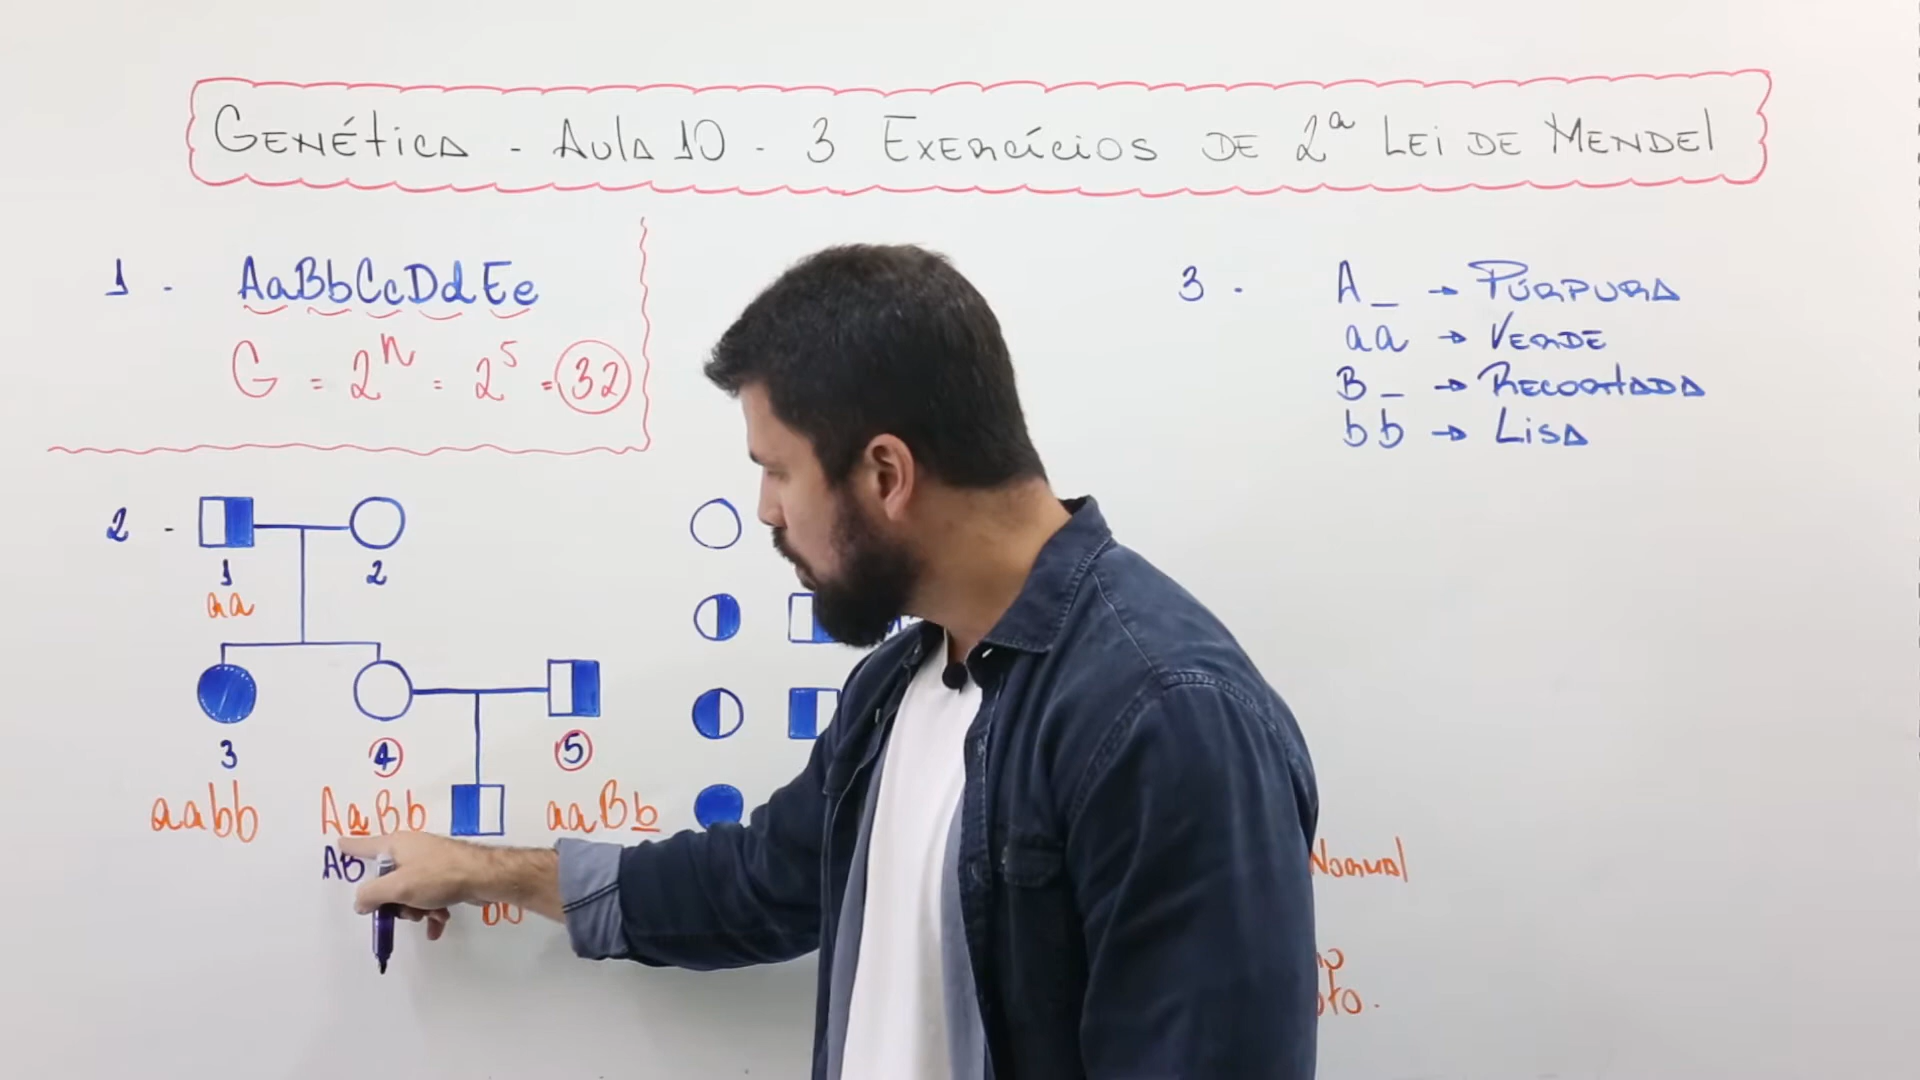 Genética - Aula 10 - 3 Exercícios de 2ª Lei de Mendel
1 - AaBbCcDdEe
G = 2ⁿ = 2⁵ = 32
2 -
1
2
aa
3
4
5
aabb
AaBb
aaBb
AB
bb
3 - A_ → Púrpura
aa → Verde
B_ → Recortada
bb → Lisa
Normal